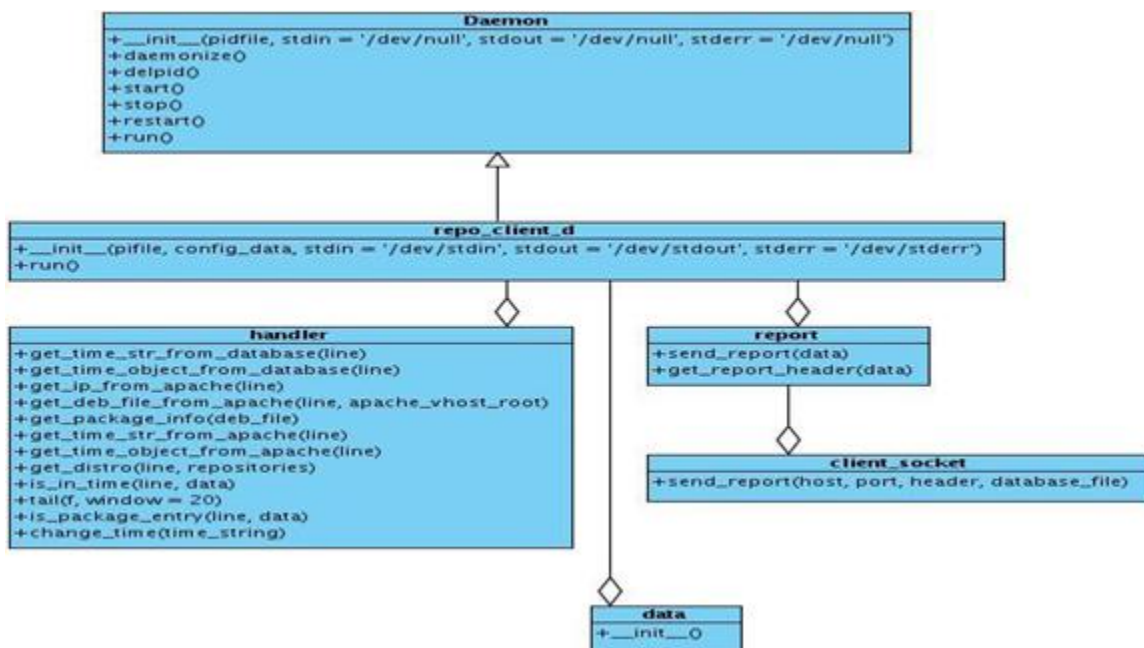 Daemon
+__init__(pidfile, stdin = '/dev/null', stdout = '/dev/null', stderr = '/dev/null')
+daemonize()
+delpid()
+start()
+stop()
+restart()
+run()
repo_client_d
+__init__(pifile, config_data, stdin = '/dev/stdin', stdout = '/dev/stdout', stderr = '/dev/stderr')
+run()
handler
+get_time_str_from_database(line)
+get_time_object_from_database(line)
+get_ip_from_apache(line)
+get_deb_file_from_apache(line, apache_vhost_root)
+get_package_info(deb_file)
+get_time_str_from_apache(line)
+get_time_object_from_apache(line)
+get_distro(line, repositories)
+is_in_time(line, data)
+tail(f, window = 20)
+is_package_entry(line, data)
+change_time(time_string)
report
+send_report(data)
+get_report_header(data)
client_socket
+send_report(host, port, header, database_file)
data
+__init__()